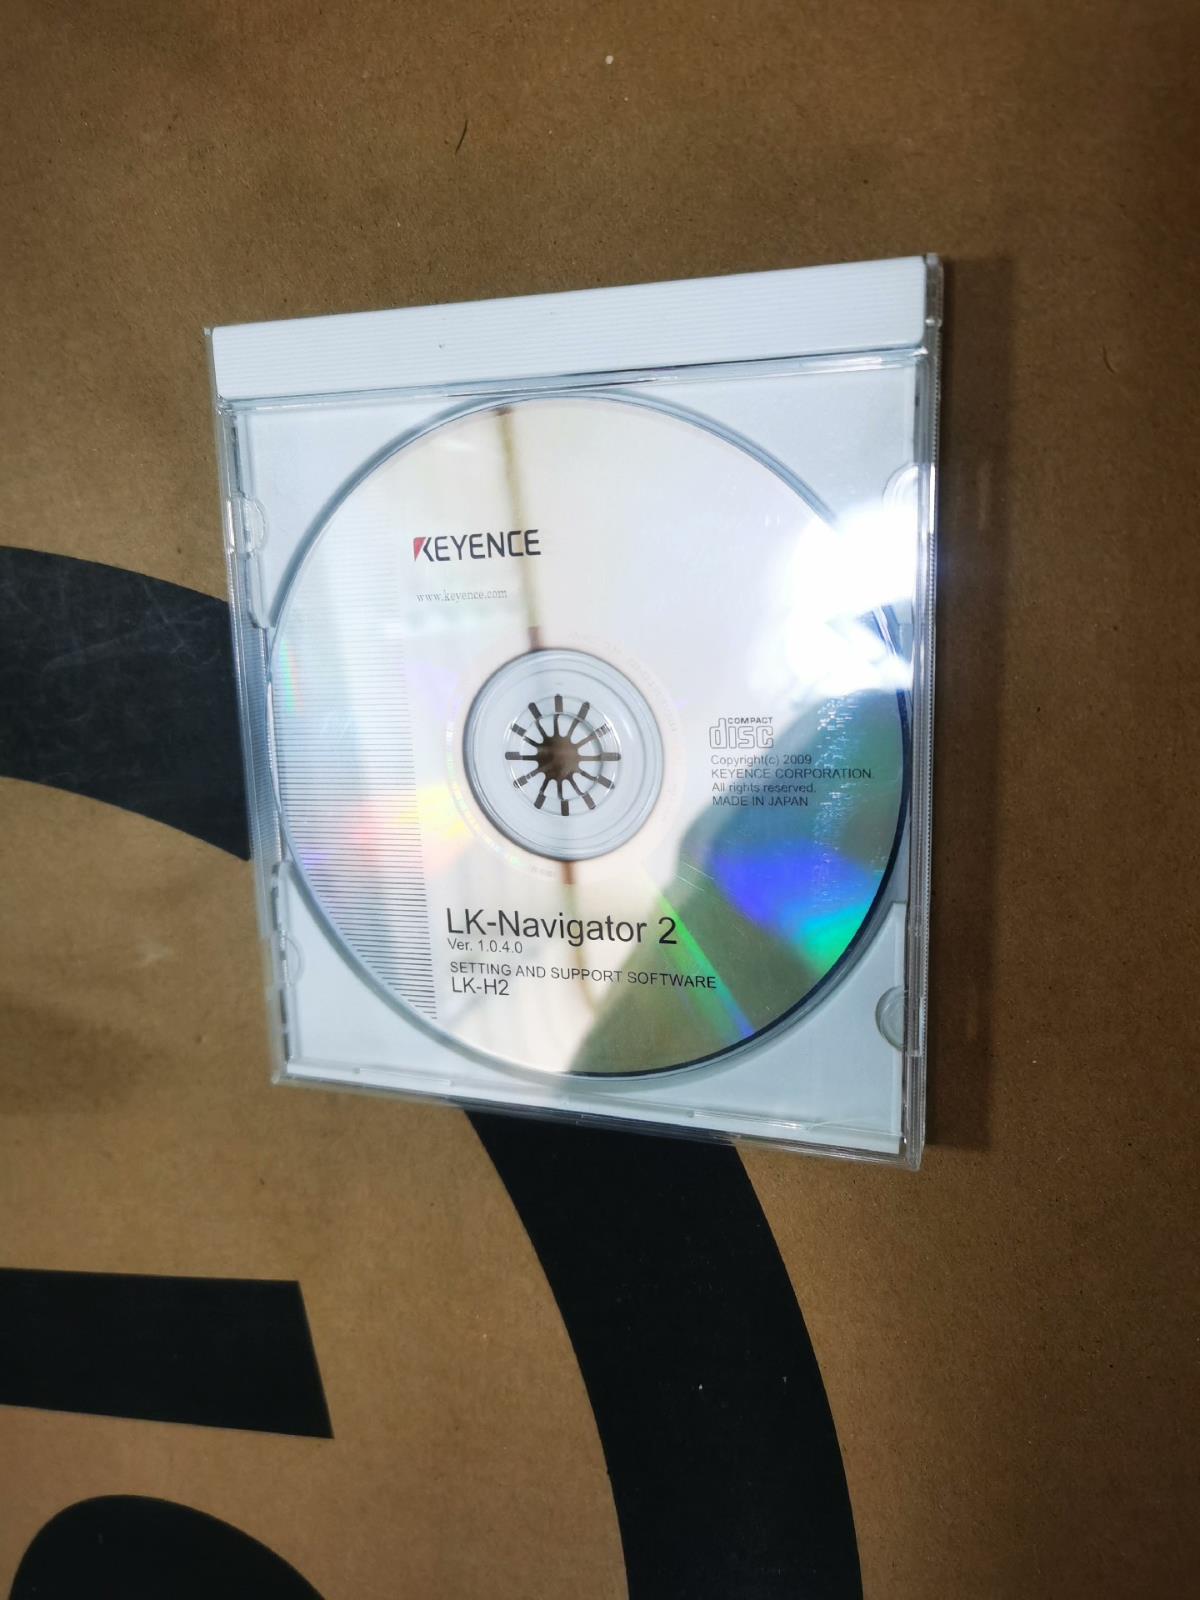 KEYENCE
www.keyence.com
COMPACT
disc
Copyright(c) 2009
KEYENCE CORPORATION.
All rights reserved.
MADE IN JAPAN
LK-Navigator 2
Ver. 1.0.4.0
SETTING AND SUPPORT SOFTWARE
LK-H2